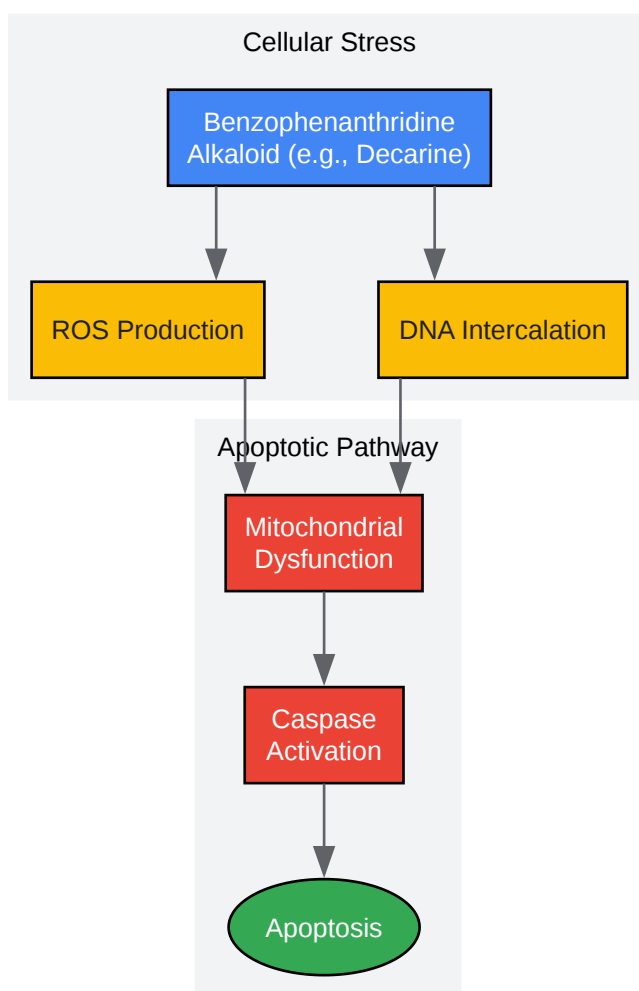 Cellular Stress
Benzophenanthridine
Alkaloid (e.g., Decarine)
ROS Production
DNA Intercalation
Apoptotic Pathway
Mitochondrial
Dysfunction
Caspase
Activation
Apoptosis